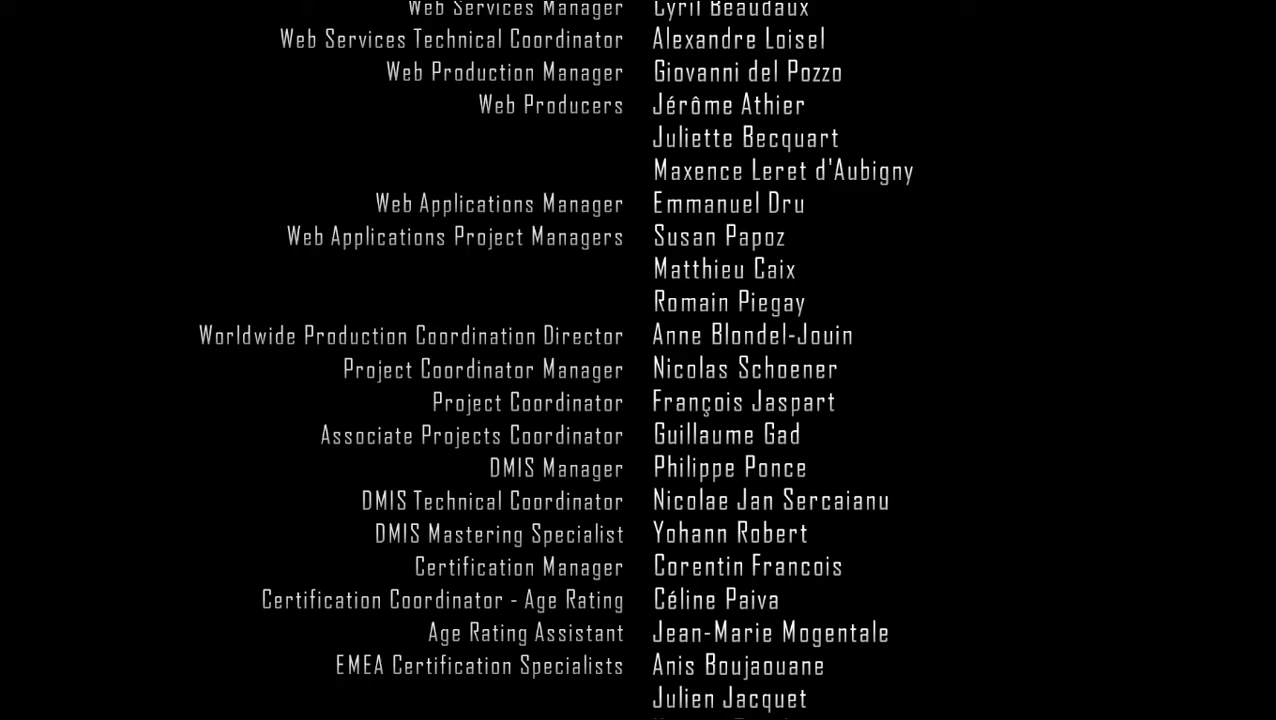 Web Services Manager Cyril Beaudaux
Web Services Technical Coordinator Alexandre Loisel
Web Production Manager Giovanni del Pozzo
Web Producers Jérôme Athier
Juliette Becquart
Maxence Leret d'Aubigny
Web Applications Manager Emmanuel Dru
Web Applications Project Managers Susan Papoz
Matthieu Caix
Romain Piegay
Worldwide Production Coordination Director Anne Blondel-Jouin
Project Coordinator Manager Nicolas Schoener
Project Coordinator François Jaspart
Associate Projects Coordinator Guillaume Gad
DMIS Manager Philippe Ponce
DMIS Technical Coordinator Nicolae Jan Sercaianu
DMIS Mastering Specialist Yohann Robert
Certification Manager Corentin Francois
Certification Coordinator - Age Rating Céline Paiva
Age Rating Assistant Jean-Marie Mogentale
EMEA Certification Specialists Anis Boujaouane
Julien Jacquet